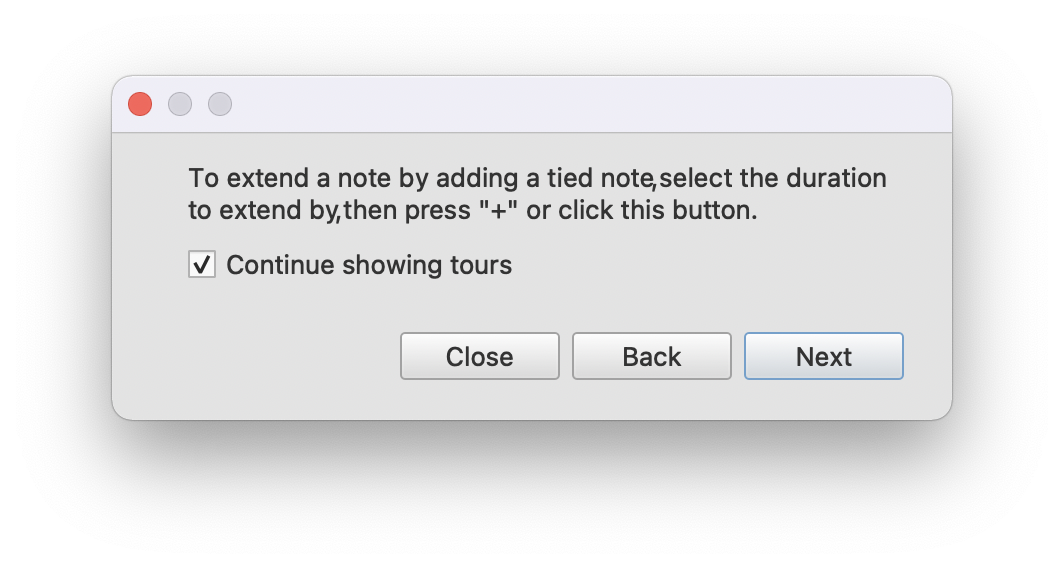 To extend a note by adding a tied note,select the duration
to extend by,then press "+" or click this button.
Continue showing tours
Close Back Next